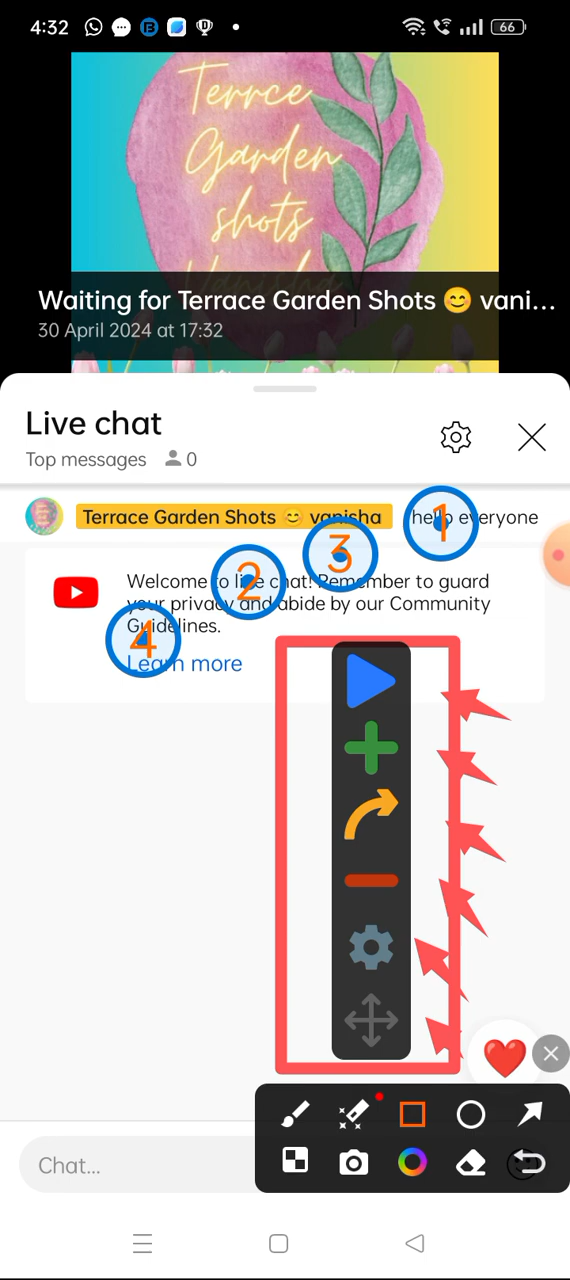 4:32
66
Terrce
Garden
shots
Vanisha
Waiting for Terrace Garden Shots 😊 vani...
30 April 2024 at 17:32
Live chat
Top messages 0
Terrace Garden Shots 😊 vanisha hello everyone
1
2
3
4
Welcome to live chat! Remember to guard
your privacy and abide by our Community
Guidelines.
Learn more
Chat...